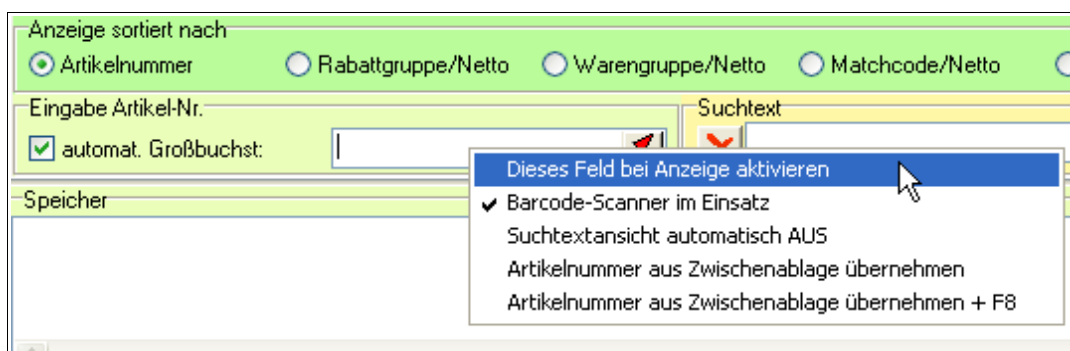 Anzeige sortiert nach
Artikelnummer Rabattgruppe/Netto Warengruppe/Netto Matchcode/Netto
Eingabe Artikel-Nr. Suchtext
automat. Großbuchst:
Dieses Feld bei Anzeige aktivieren
Speicher
Barcode-Scanner im Einsatz
Suchtextansicht automatisch AUS
Artikelnummer aus Zwischenablage übernehmen
Artikelnummer aus Zwischenablage übernehmen + F8